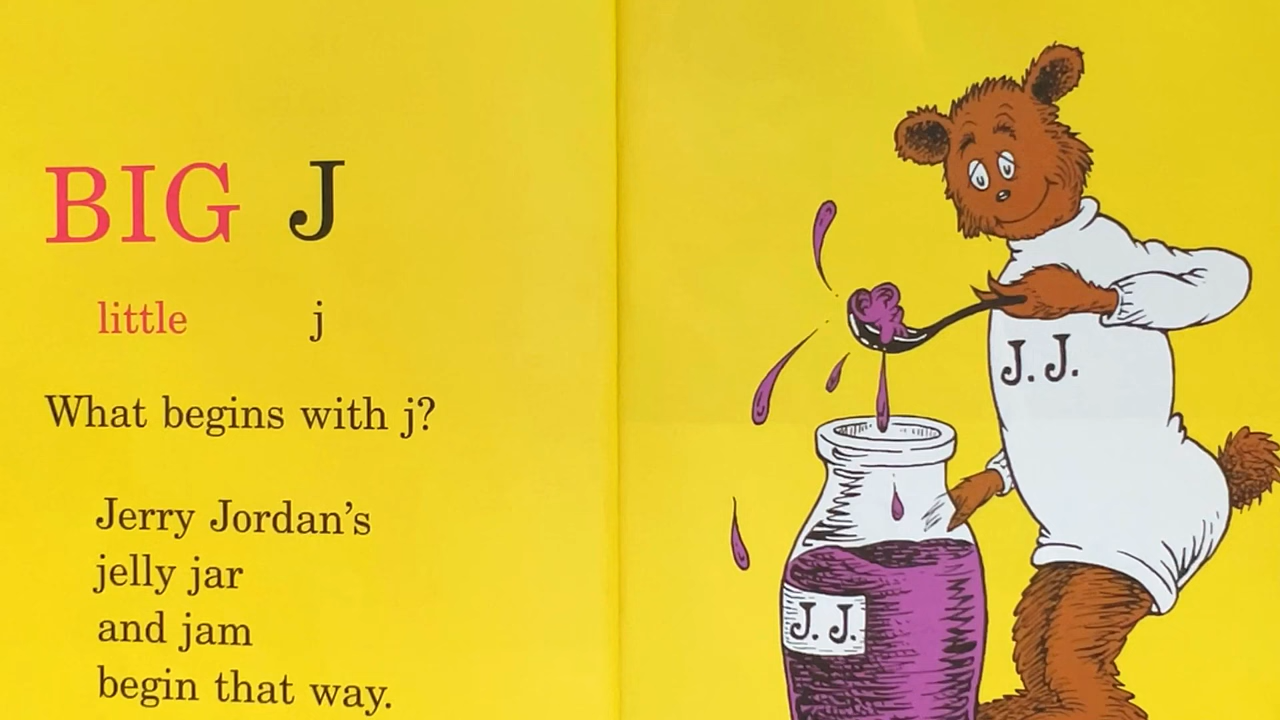 BIG J
little j
What begins with j?
Jerry Jordan's
jelly jar
and jam
begin that way.
J. J.
J. J.